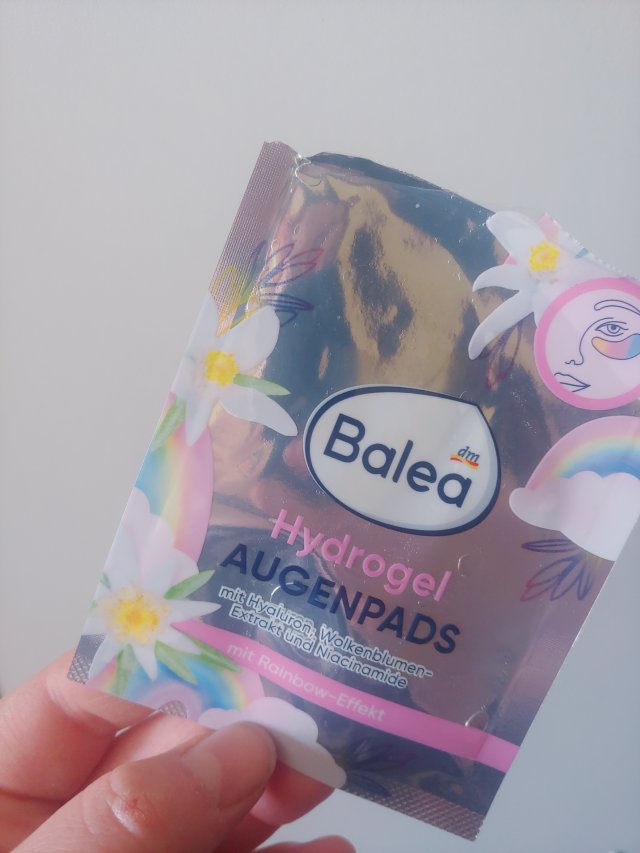 Balea
dm
Hydrogel
AUGENPADS
mit Hyaluron, Wolkenblumen-
Extrakt und Niacinamide
mit Rainbow-Effekt